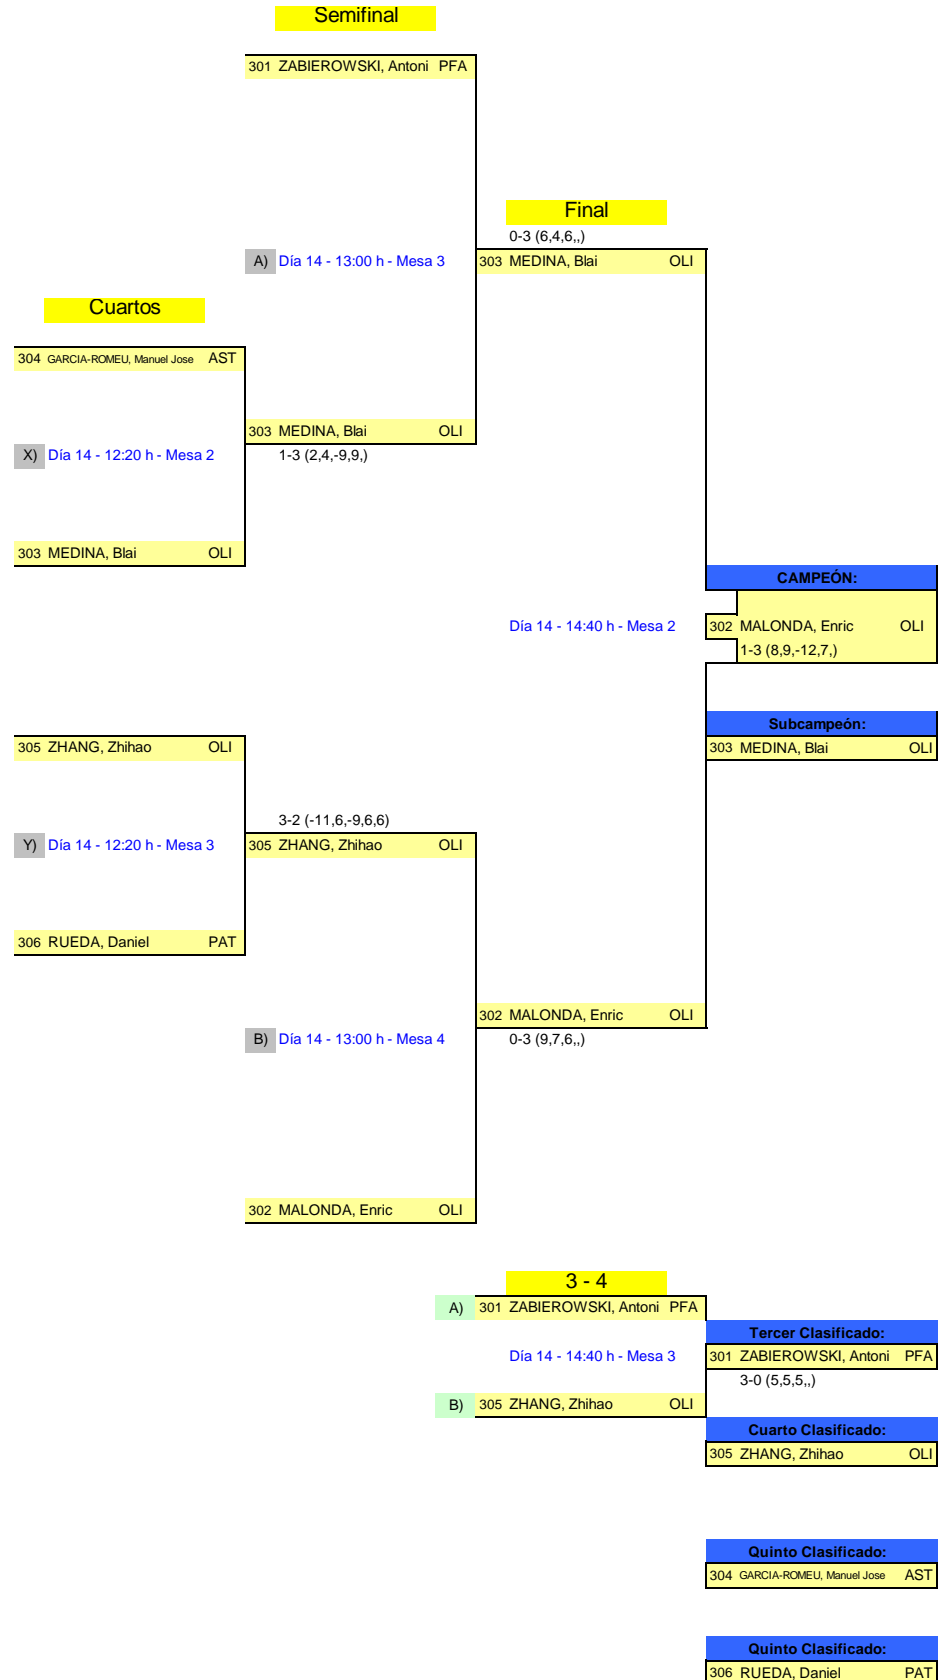 Semifinal
301 ZABIEROWSKI, Antoni PFA
Final
0-3 (6,4,6,,)
A) Día 14 - 13:00 h - Mesa 3
303 MEDINA, Blai OLI
Cuartos
304 GARCIA-ROMEU, Manuel Jose AST
303 MEDINA, Blai OLI
X) Día 14 - 12:20 h - Mesa 2
1-3 (2,4,-9,9,)
303 MEDINA, Blai OLI
CAMPEÓN:
Día 14 - 14:40 h - Mesa 2
302 MALONDA, Enric OLI
1-3 (8,9,-12,7,)
Subcampeón:
305 ZHANG, Zhihao OLI
303 MEDINA, Blai OLI
3-2 (-11,6,-9,6,6)
Y) Día 14 - 12:20 h - Mesa 3
305 ZHANG, Zhihao OLI
306 RUEDA, Daniel PAT
302 MALONDA, Enric OLI
B) Día 14 - 13:00 h - Mesa 4
0-3 (9,7,6,,)
302 MALONDA, Enric OLI
3 - 4
A) 301 ZABIEROWSKI, Antoni PFA
Tercer Clasificado:
Día 14 - 14:40 h - Mesa 3
301 ZABIEROWSKI, Antoni PFA
3-0 (5,5,5,,)
B) 305 ZHANG, Zhihao OLI
Cuarto Clasificado:
305 ZHANG, Zhihao OLI
Quinto Clasificado:
304 GARCIA-ROMEU, Manuel Jose AST
Quinto Clasificado:
306 RUEDA, Daniel PAT